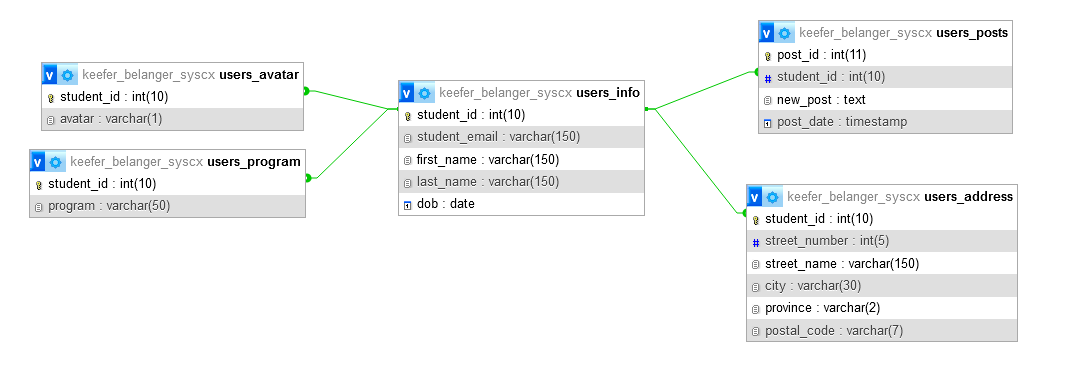 keefer_belanger_syscx users_avatar
student_id : int(10)
avatar : varchar(1)
keefer_belanger_syscx users_program
student_id : int(10)
program : varchar(50)
keefer_belanger_syscx users_info
student_id : int(10)
student_email : varchar(150)
first_name : varchar(150)
last_name : varchar(150)
dob : date
keefer_belanger_syscx users_posts
post_id : int(11)
student_id : int(10)
new_post : text
post_date : timestamp
keefer_belanger_syscx users_address
student_id : int(10)
street_number : int(5)
street_name : varchar(150)
city : varchar(30)
province : varchar(2)
postal_code : varchar(7)